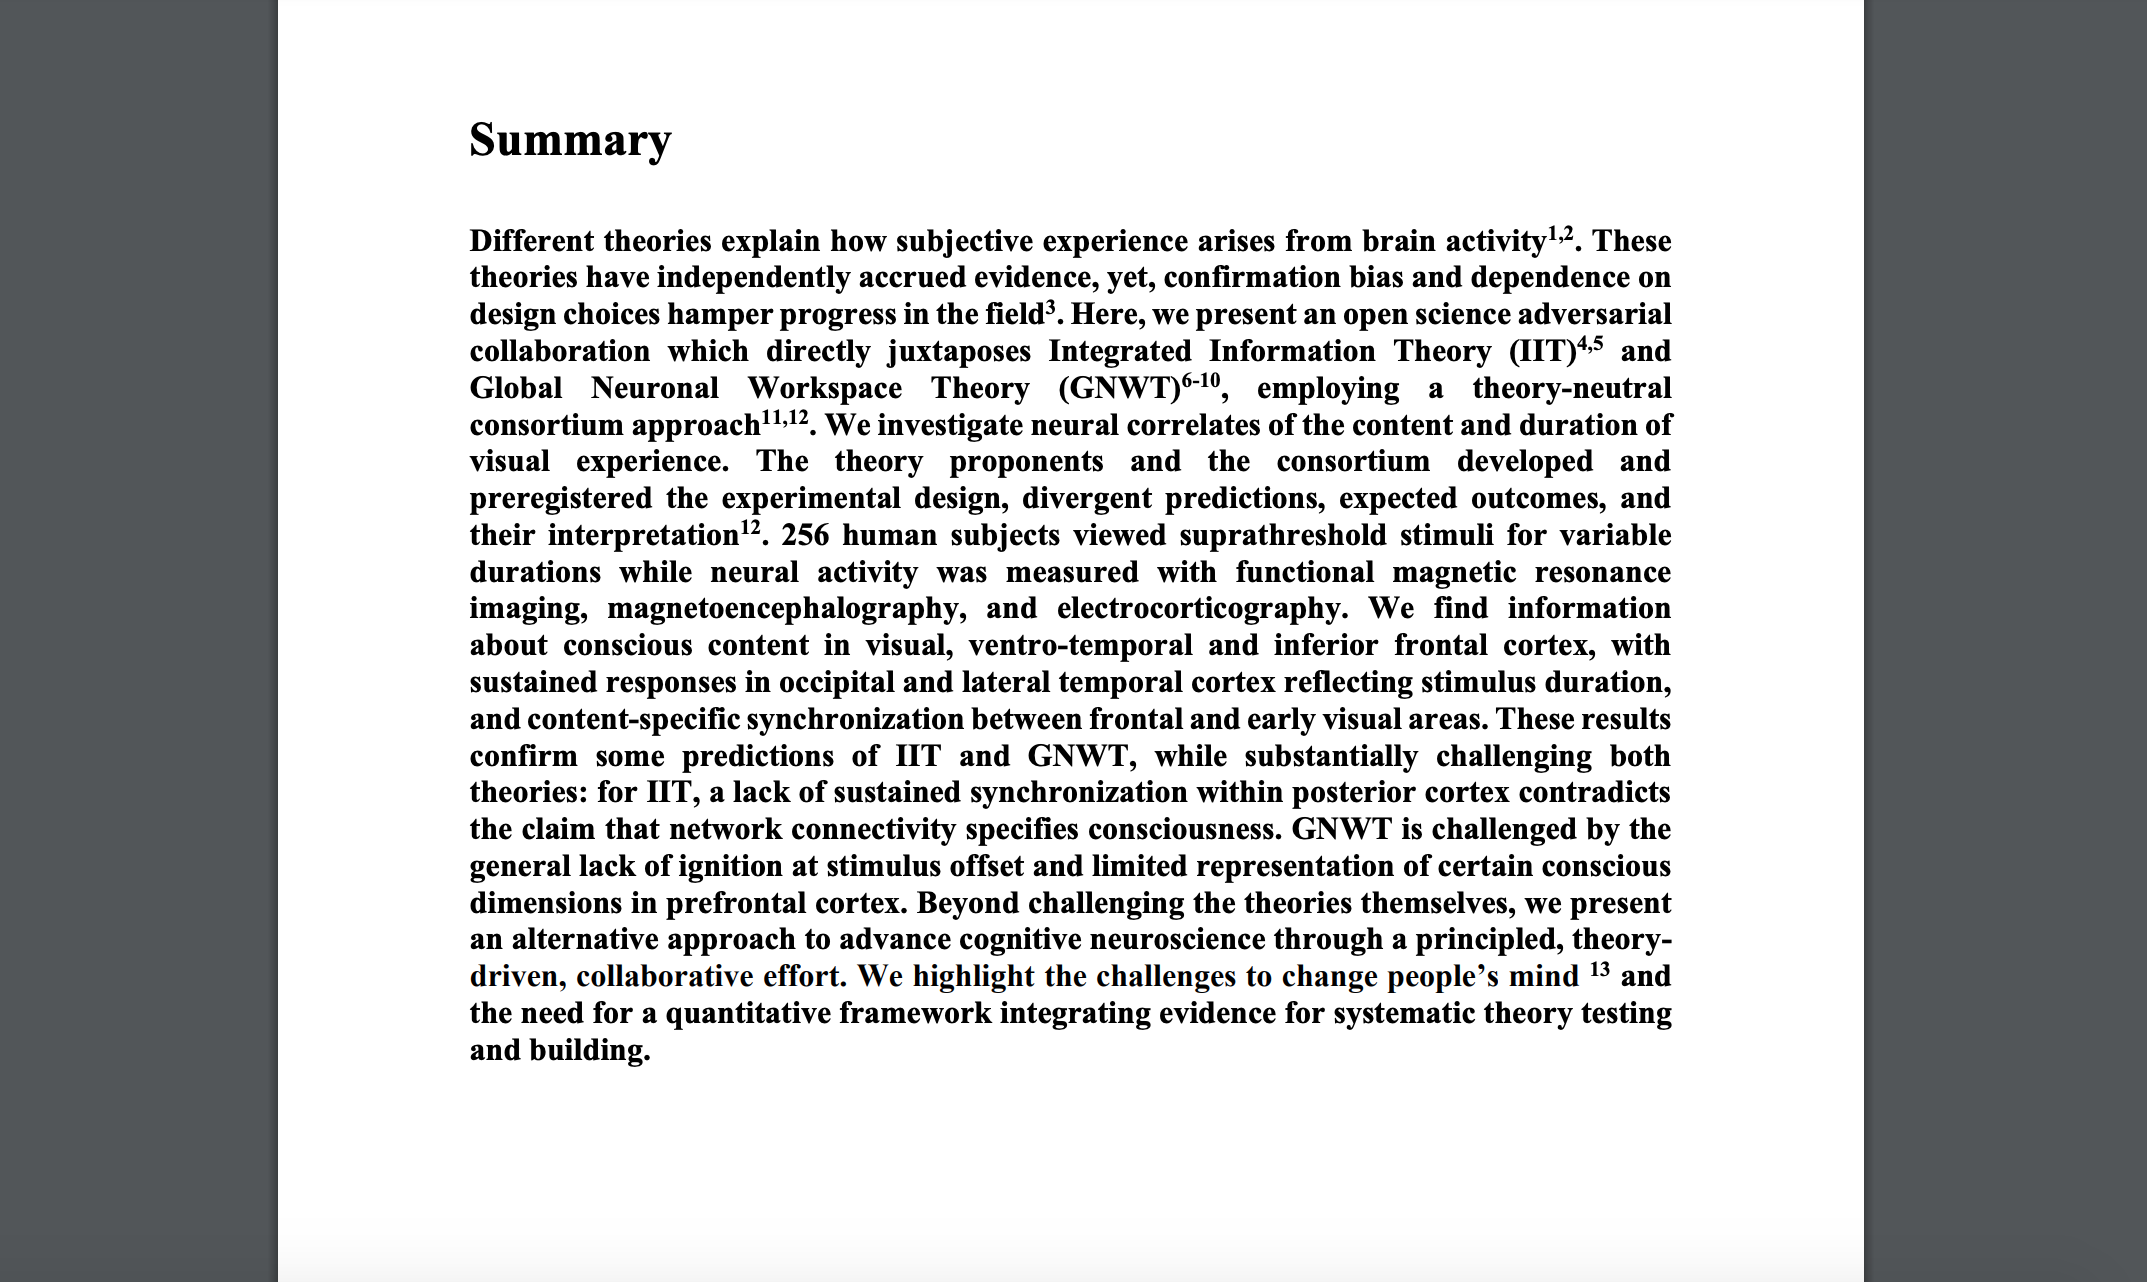 Summary
Different theories explain how subjective experience arises from brain activity1,2. These
theories have independently accrued evidence, yet, confirmation bias and dependence on
design choices hamper progress in the field3. Here, we present an open science adversarial
collaboration which directly juxtaposes Integrated Information Theory (IIT)4,5 and
Global Neuronal Workspace Theory (GNWT)6-10, employing a theory-neutral
consortium approach11,12. We investigate neural correlates of the content and duration of
visual experience. The theory proponents and the consortium developed and
preregistered the experimental design, divergent predictions, expected outcomes, and
their interpretation12. 256 human subjects viewed suprathreshold stimuli for variable
durations while neural activity was measured with functional magnetic resonance
imaging, magnetoencephalography, and electrocorticography. We find information
about conscious content in visual, ventro-temporal and inferior frontal cortex, with
sustained responses in occipital and lateral temporal cortex reflecting stimulus duration,
and content-specific synchronization between frontal and early visual areas. These results
confirm some predictions of IIT and GNWT, while substantially challenging both
theories: for IIT, a lack of sustained synchronization within posterior cortex contradicts
the claim that network connectivity specifies consciousness. GNWT is challenged by the
general lack of ignition at stimulus offset and limited representation of certain conscious
dimensions in prefrontal cortex. Beyond challenging the theories themselves, we present
an alternative approach to advance cognitive neuroscience through a principled, theory-
driven, collaborative effort. We highlight the challenges to change people’s mind 13 and
the need for a quantitative framework integrating evidence for systematic theory testing
and building.